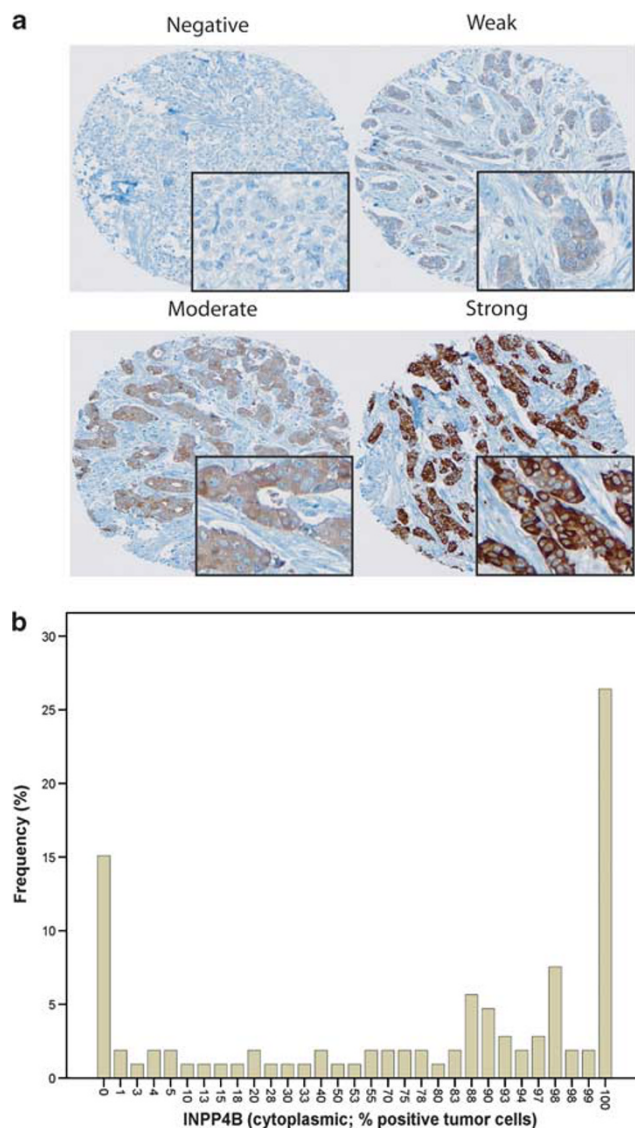 a
Negative
Weak
Moderate
Strong
b
Frequency (%)
30
25
20
15
10
5
0
0 1 3 4 5 10 13 15 18 20 28 30 33 40 50 53 55 70 75 78 80 83 88 90 93 94 97 98 98 99 100
INPP4B (cytoplasmic; % positive tumor cells)